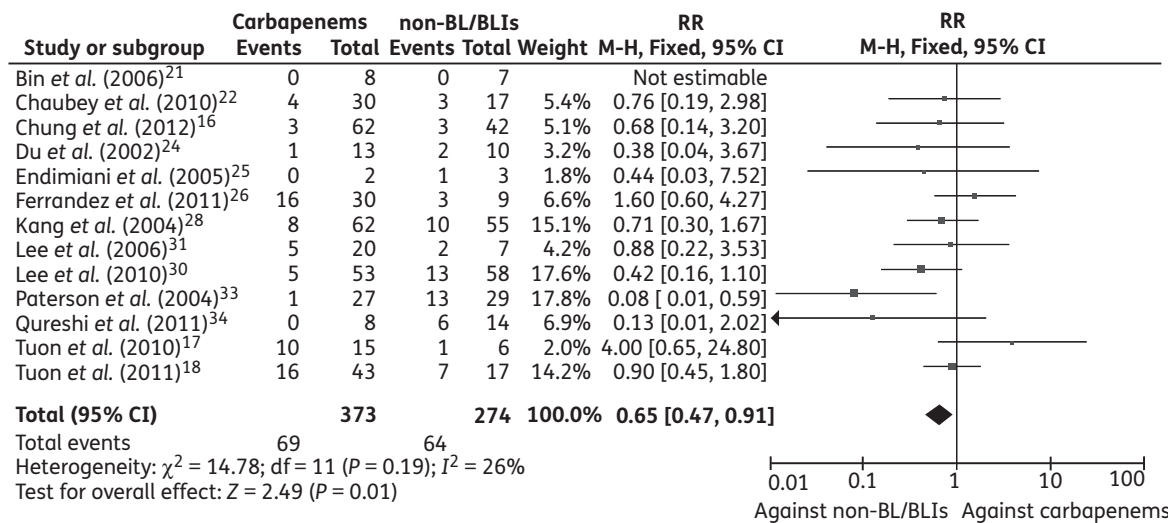 Carbapenems non-BL/BLIs RR RR
Study or subgroup Events Total Events Total Weight M-H, Fixed, 95% CI M-H, Fixed, 95% CI
Bin et al. (2006)21 0 8 0 7 Not estimable
Chaubey et al. (2010)22 4 30 3 17 5.4% 0.76 [0.19, 2.98]
Chung et al. (2012)16 3 62 3 42 5.1% 0.68 [0.14, 3.20]
Du et al. (2002)24 1 13 2 10 3.2% 0.38 [0.04, 3.67]
Endimiani et al. (2005)25 0 2 1 3 1.8% 0.44 [0.03, 7.52]
Ferrandez et al. (2011)26 16 30 3 9 6.6% 1.60 [0.60, 4.27]
Kang et al. (2004)28 8 62 10 55 15.1% 0.71 [0.30, 1.67]
Lee et al. (2006)31 5 20 2 7 4.2% 0.88 [0.22, 3.53]
Lee et al. (2010)30 5 53 13 58 17.6% 0.42 [0.16, 1.10]
Paterson et al. (2004)33 1 27 13 29 17.8% 0.08 [ 0.01, 0.59]
Qureshi et al. (2011)34 0 8 6 14 6.9% 0.13 [0.01, 2.02]
Tuon et al. (2010)17 10 15 1 6 2.0% 4.00 [0.65, 24.80]
Tuon et al. (2011)18 16 43 7 17 14.2% 0.90 [0.45, 1.80]
Total (95% CI) 373 274 100.0% 0.65 [0.47, 0.91]
Total events 69 64
Heterogeneity: χ2 = 14.78; df = 11 (P = 0.19); I2 = 26%
Test for overall effect: Z = 2.49 (P = 0.01)
0.01 0.1 1 10 100
Against non-BL/BLIs Against carbapenems